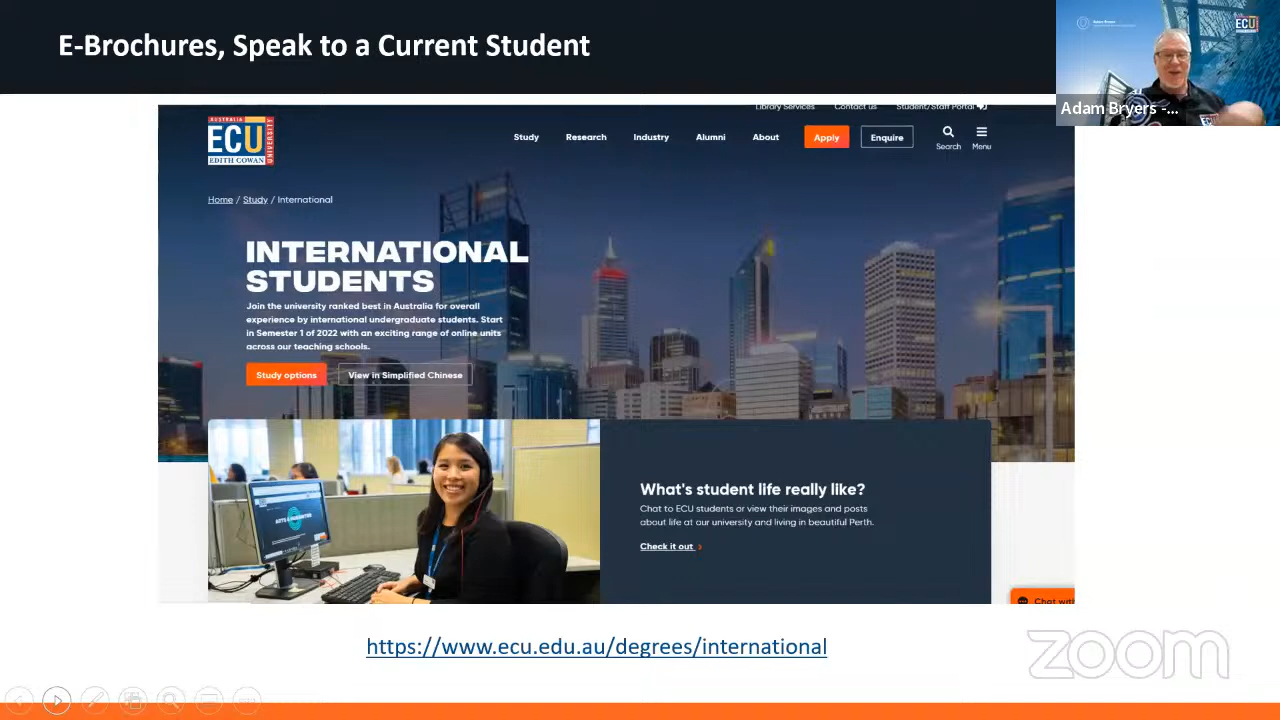 E-Brochures, Speak to a Current Student
ECU
Adam Bryers -...
Library Services Contact us Student/Staff Portal
AUSTRALIA
ECU
EDITH COWAN
UNIVERSITY
Study Research Industry Alumni About Apply Enquire Search Menu
Home / Study / International
INTERNATIONAL
STUDENTS
Join the university ranked best in Australia for overall
experience by international undergraduate students. Start
in Semester 1 of 2022 with an exciting range of online units
across our teaching schools.
Study options View in Simplified Chinese
What's student life really like?
Chat to ECU students or view their images and posts
about life at our university and living in beautiful Perth.
Check it out
Chat with
https://www.ecu.edu.au/degrees/international
zoom